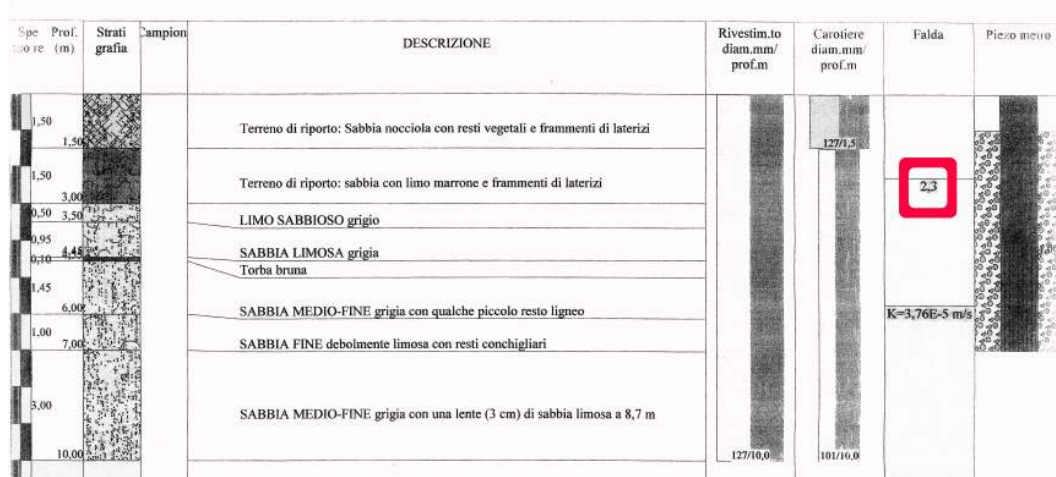 Spe Prof. Strati Campion DESCRIZIONE Rivestim.to Carotiere Falda Piezo metro
sso re (m) grafia diam.mm/ diam.mm/
prof.m prof.m
1,50 Terreno di riporto: Sabbia nocciola con resti vegetali e frammenti di laterizi
1,50 127/1,5
1,50 Terreno di riporto: sabbia con limo marrone e frammenti di laterizi 2,3
3,00
0,50 3,50 LIMO SABBIOSO grigio
0,95 4,45 SABBIA LIMOSA grigia
0,10 4,55 Torba bruna
1,45
6,00 SABBIA MEDIO-FINE grigia con qualche piccolo resto ligneo K=3,76E-5 m/s
1,00
7,00 SABBIA FINE debolmente limosa con resti conchigliari
3,00 SABBIA MEDIO-FINE grigia con una lente (3 cm) di sabbia limosa a 8,7 m
10,00 127/10,0 101/10,0